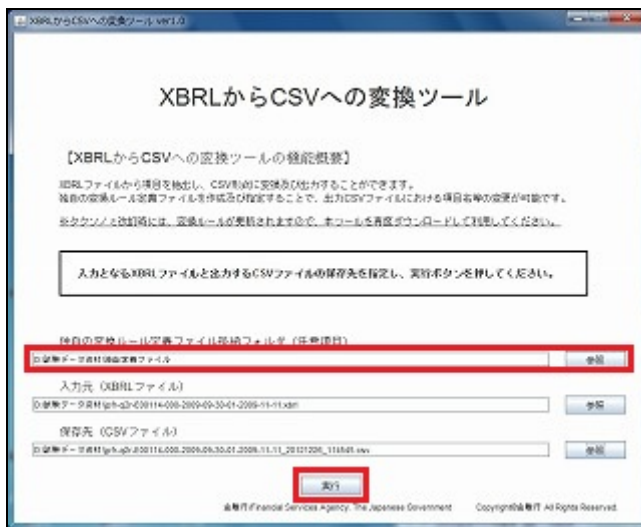 XBRLからCSVへの変換ツール ver1.0
XBRLからCSVへの変換ツール
【XBRLからCSVへの変換ツールの機能概要】
XBRLファイルから項目を抽出し、CSV形式に変換及び出力することができます。
独自の変換ルール定義ファイルを作成及び指定することで、出力CSVファイルにおける項目名等の変更が可能です。
※タクソノミ改訂時には、変換ルールが更新されますので、本ツールを再度ダウンロードして利用してください。
入力となるXBRLファイルと出力するCSVファイルの保存先を指定し、実行ボタンを押してください。
独自の変換ルール定義ファイル格納フォルダ (任意項目)
参照
入力元 (XBRLファイル)
参照
保存先 (CSVファイル)
参照
実行
金融庁/Financial Services Agency, The Japanese Government Copyright©金融庁 All Rights Reserved.